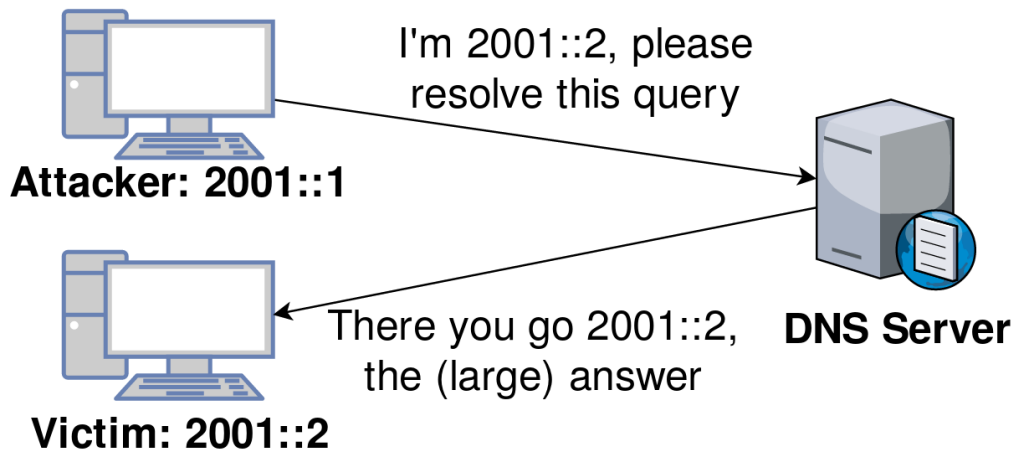 I'm 2001::2, please
resolve this query
Attacker: 2001::1
There you go 2001::2,
the (large) answer
DNS Server
Victim: 2001::2